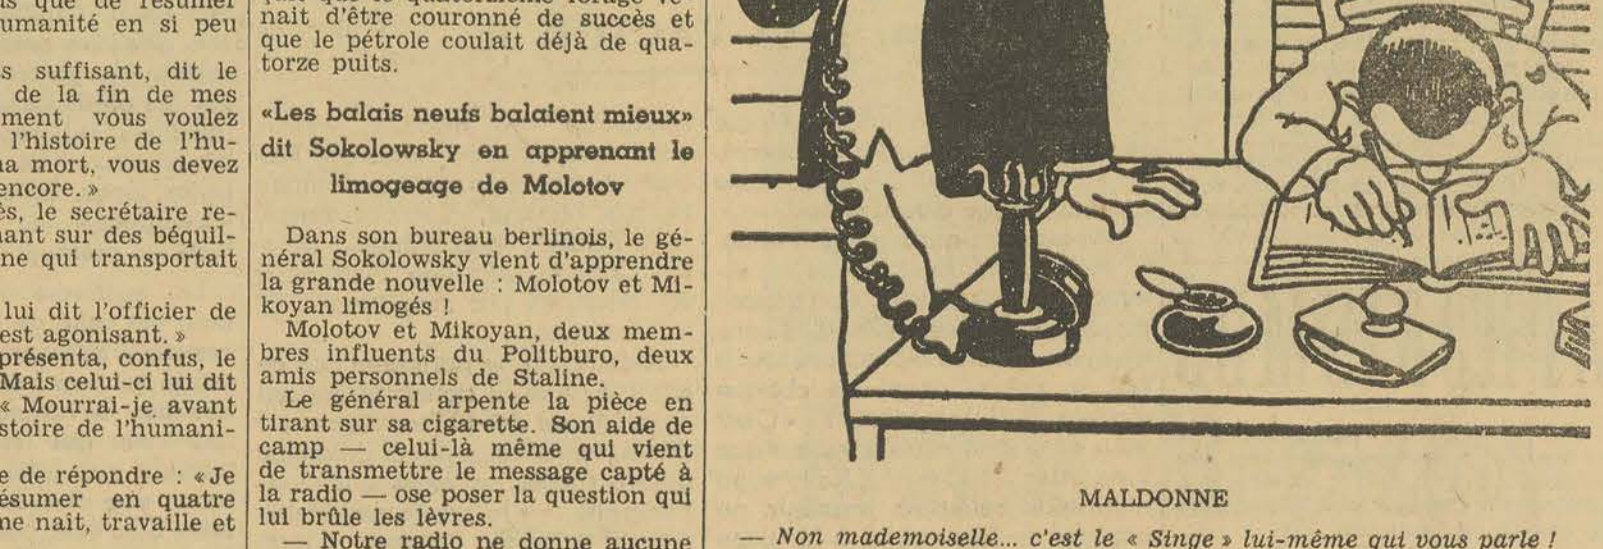 que de résumer
umanité en si peu
s suffisant, dit le
de la fin de mes
ment vous voulez
l'histoire de l'hu-
mort, vous devez
encore. »
ès, le secrétaire re-
ant sur des béquil-
ne qui transportait
lui dit l'officier de
est agonisant. »
présenta, confus, le
Mais celui-ci lui dit
« Mourrai-je avant
stoire de l'humani-
e de répondre : « Je
ésumer en quatre
me nait, travaille et
nait d'être couronné de succès et
que le pétrole coulait déjà de qua-
torze puits.
«Les balais neufs balaient mieux»
dit Sokolowsky en apprenant le
limogeage de Molotov
Dans son bureau berlinois, le gé-
néral Sokolowsky vient d'apprendre
la grande nouvelle : Molotov et Mi-
koyan limogés !
Molotov et Mikoyan, deux mem-
bres influents du Politburo, deux
amis personnels de Staline.
Le général arpente la pièce en
tirant sur sa cigarette. Son aide de
camp — celui-là même qui vient
de transmettre le message capté à
la radio — ose poser la question qui
lui brûle les lèvres.
— Notre radio ne donne aucune
MALDONNE
— Non mademoiselle... c'est le « Singe » lui-même qui vous parle !